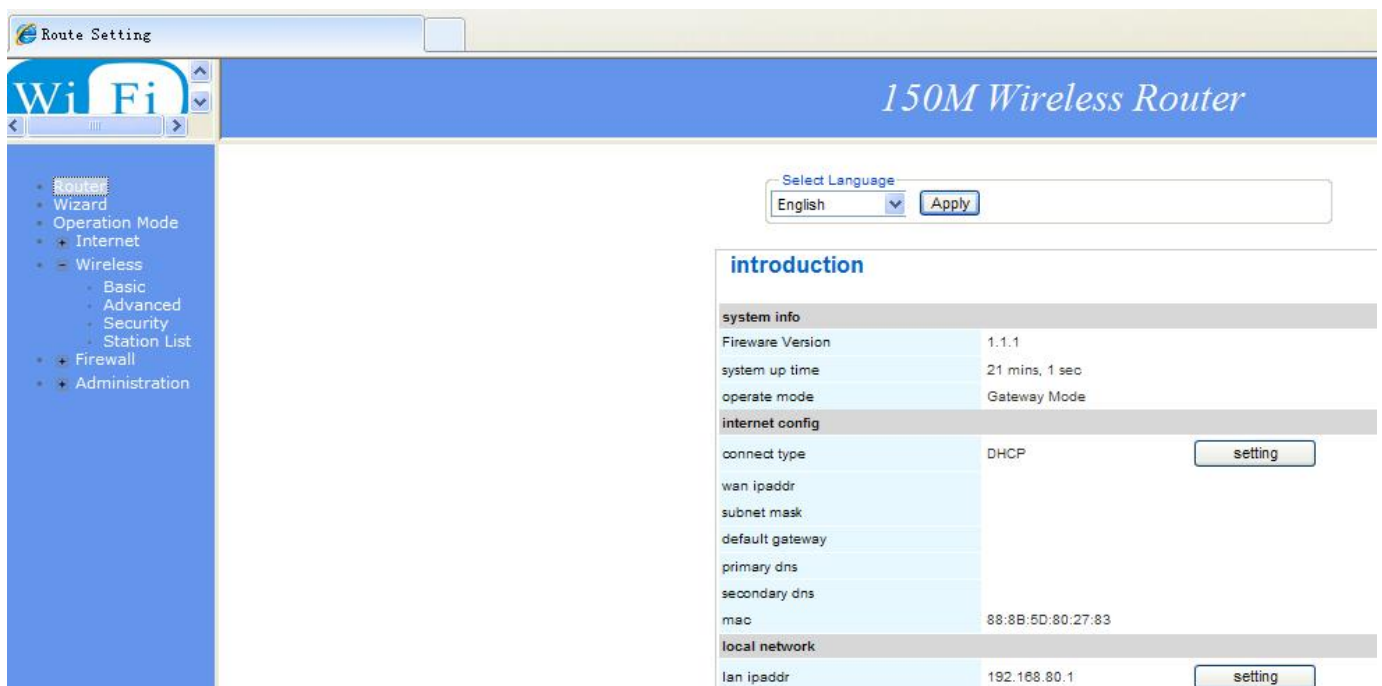 Route Setting
Wi Fi
150M Wireless Router
Router
Wizard
Operation Mode
Internet
Wireless
Basic
Advanced
Security
Station List
Firewall
Administration
Select Language
English Apply
introduction
system info
Fireware Version 1.1.1
system up time 21 mins, 1 sec
operate mode Gateway Mode
internet config
connect type DHCP setting
wan ipaddr
subnet mask
default gateway
primary dns
secondary dns
mac 88:8B:5D:80:27:83
local network
lan ipaddr 192.168.80.1 setting